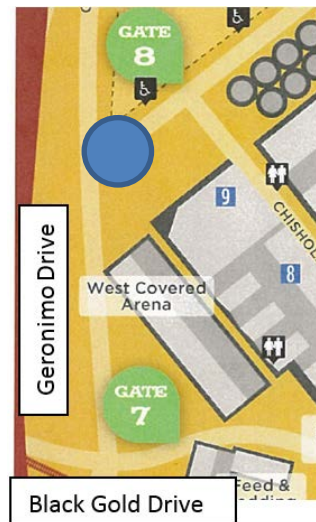 GATE
8
9
CHISHOL
8
West Covered
Arena
Geronimo Drive
GATE
7
Feed &
Black Gold Drive